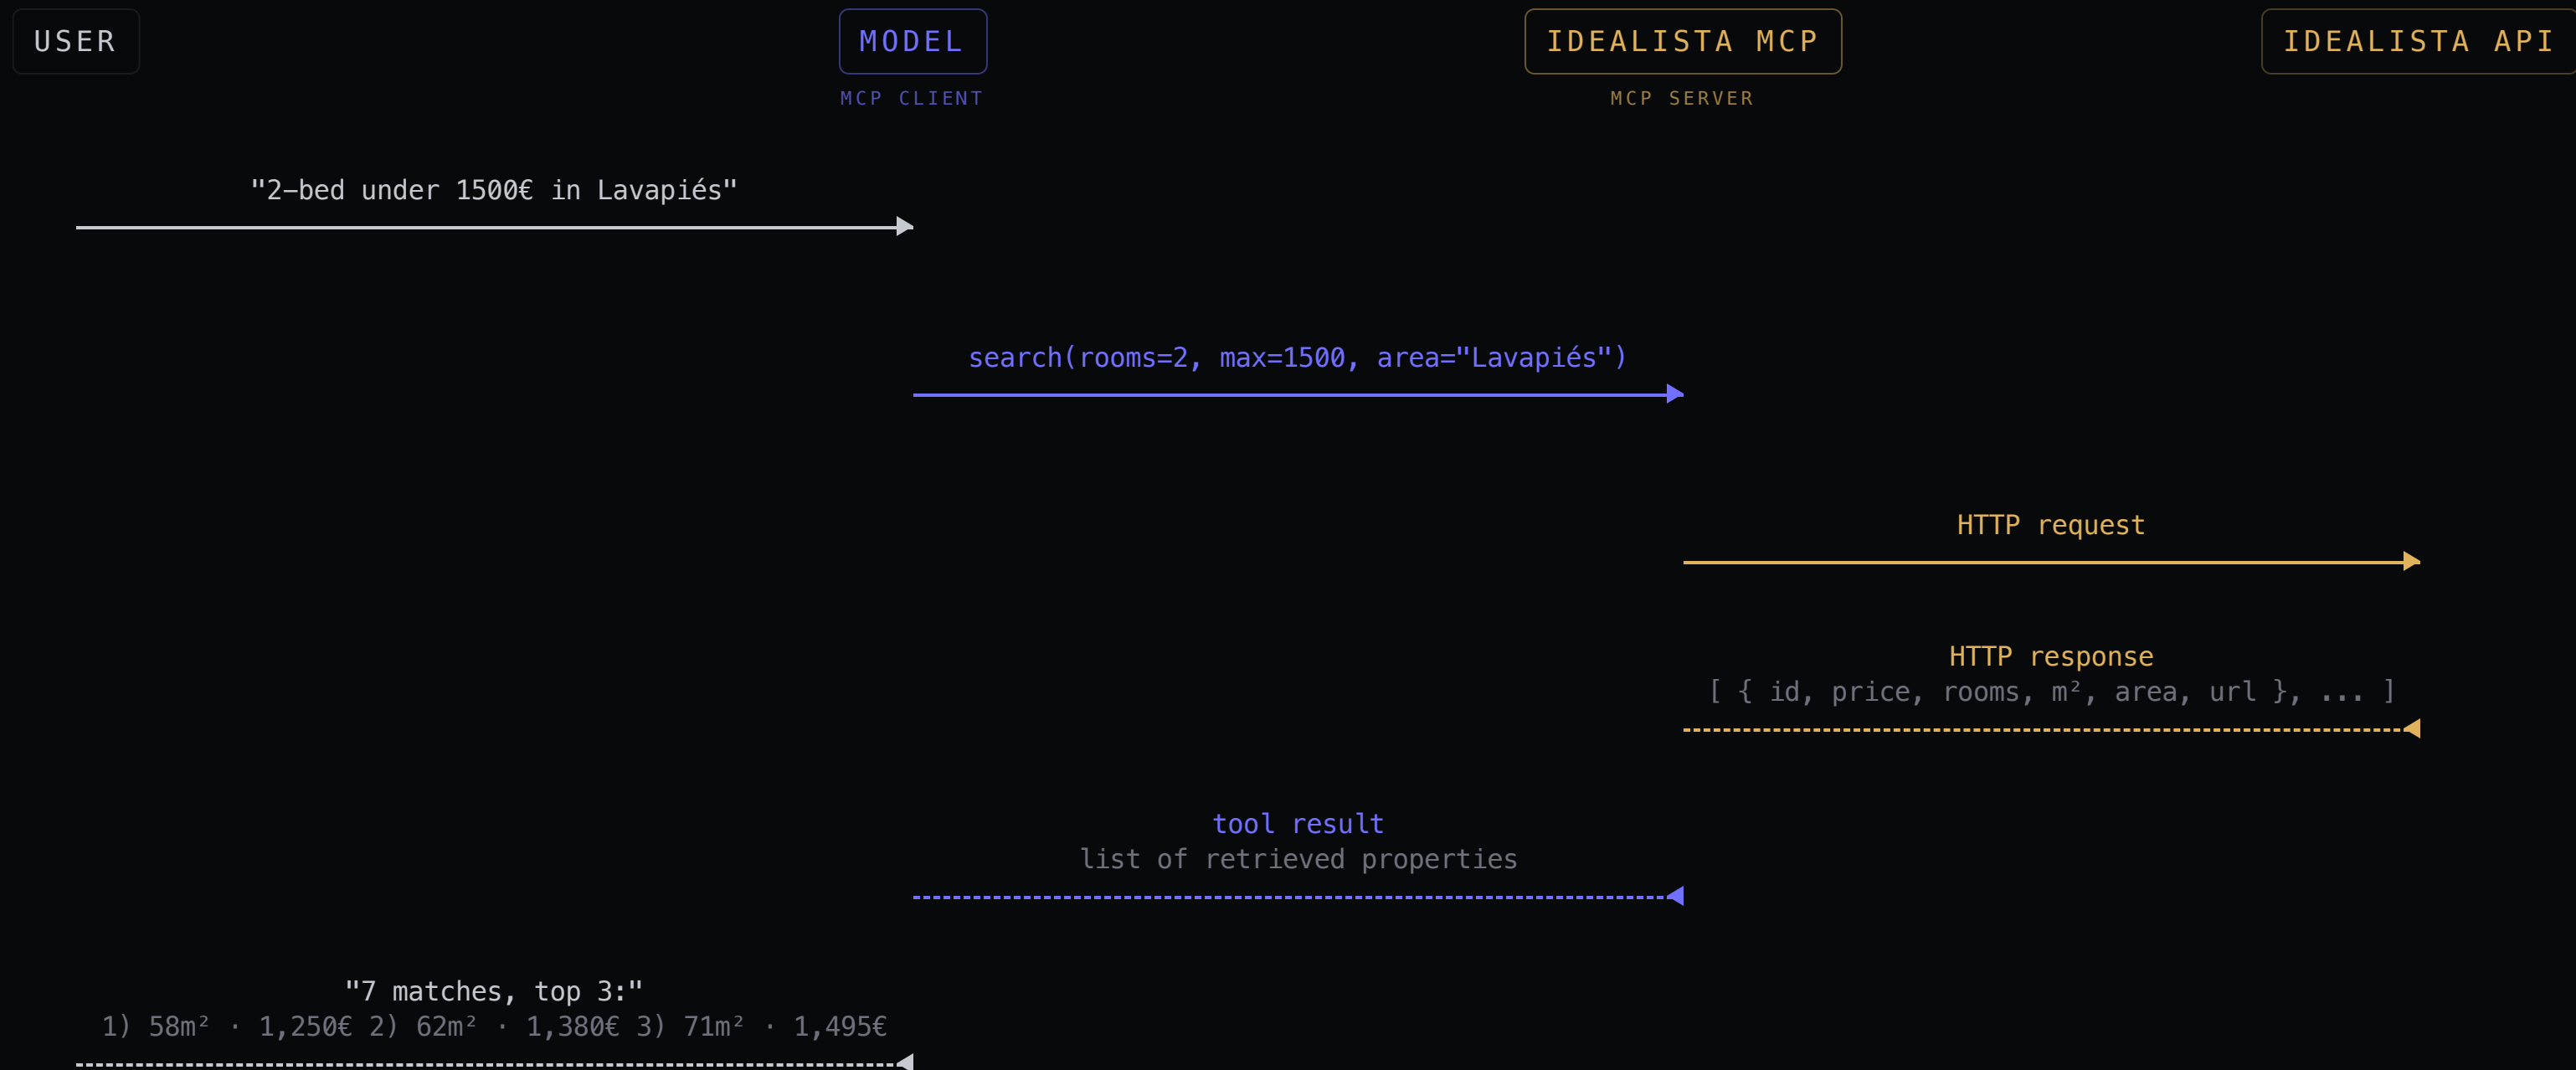 USER
MODEL
IDEALISTA MCP
IDEALISTA API
MCP CLIENT
MCP SERVER
"2–bed under 1500€ in Lavapiés"
search(rooms=2, max=1500, area="Lavapiés")
HTTP request
HTTP response
[ { id, price, rooms, m², area, url }, ... ]
tool result
list of retrieved properties
"7 matches, top 3:"
1) 58m² · 1,250€ 2) 62m² · 1,380€ 3) 71m² · 1,495€